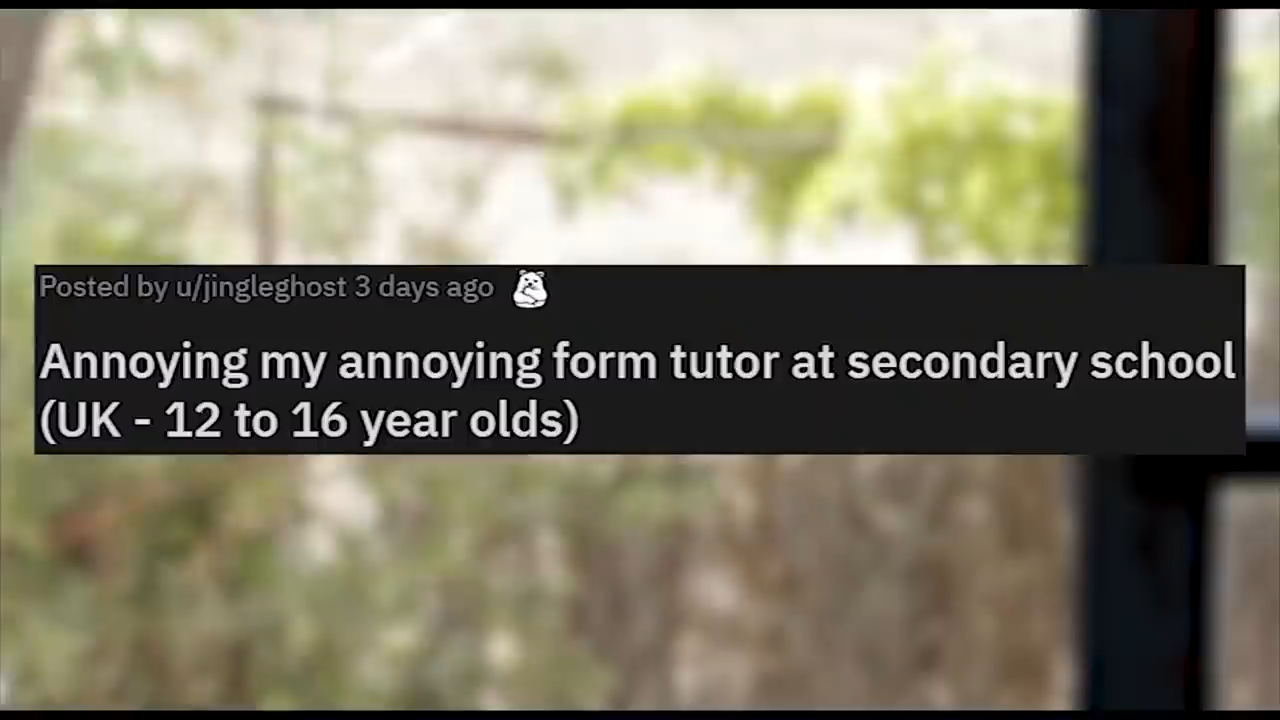 Posted by u/jingleghost 3 days ago
Annoying my annoying form tutor at secondary school
(UK - 12 to 16 year olds)